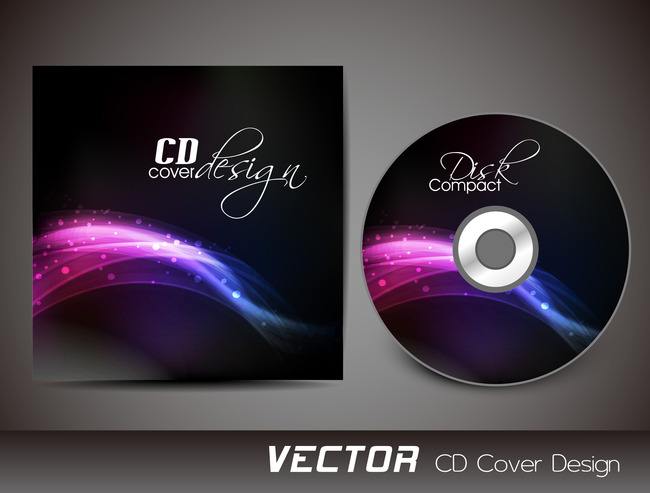 CD
cover design
Disk
Compact
VECTOR CD Cover Design